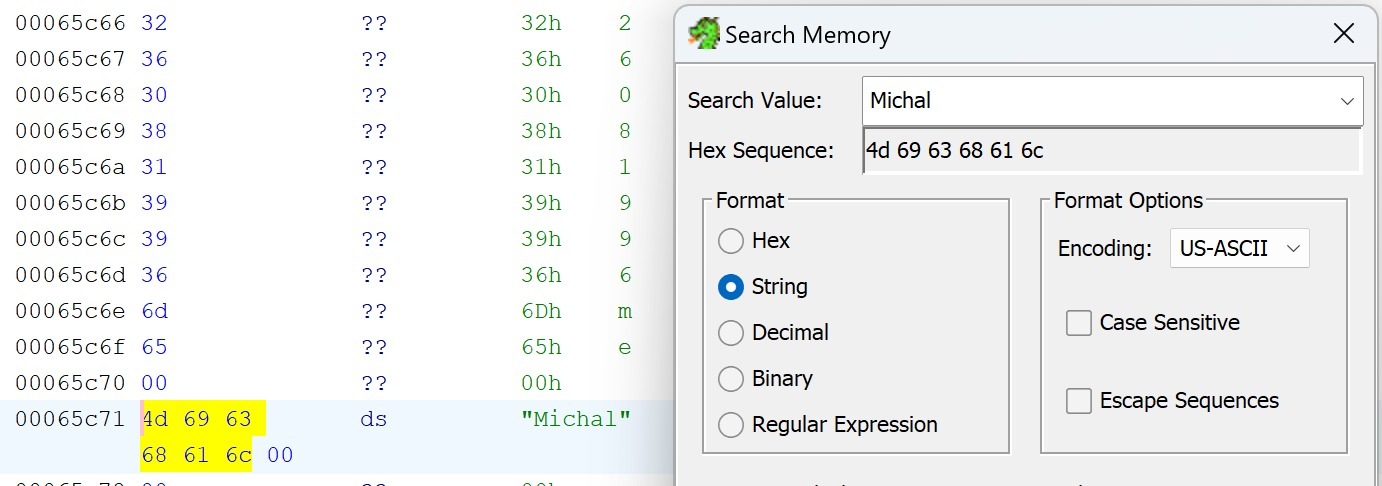 00065c66 32 ?? 32h 2
00065c67 36 ?? 36h 6
00065c68 30 ?? 30h 0
00065c69 38 ?? 38h 8
00065c6a 31 ?? 31h 1
00065c6b 39 ?? 39h 9
00065c6c 39 ?? 39h 9
00065c6d 36 ?? 36h 6
00065c6e 6d ?? 6Dh m
00065c6f 65 ?? 65h e
00065c70 00 ?? 00h
00065c71 4d 69 63 ds "Michal"
68 61 6c 00
Search Memory
Search Value: Michal
Hex Sequence: 4d 69 63 68 61 6c
Format
Hex
String
Decimal
Binary
Regular Expression
Format Options
Encoding: US-ASCII
Case Sensitive
Escape Sequences